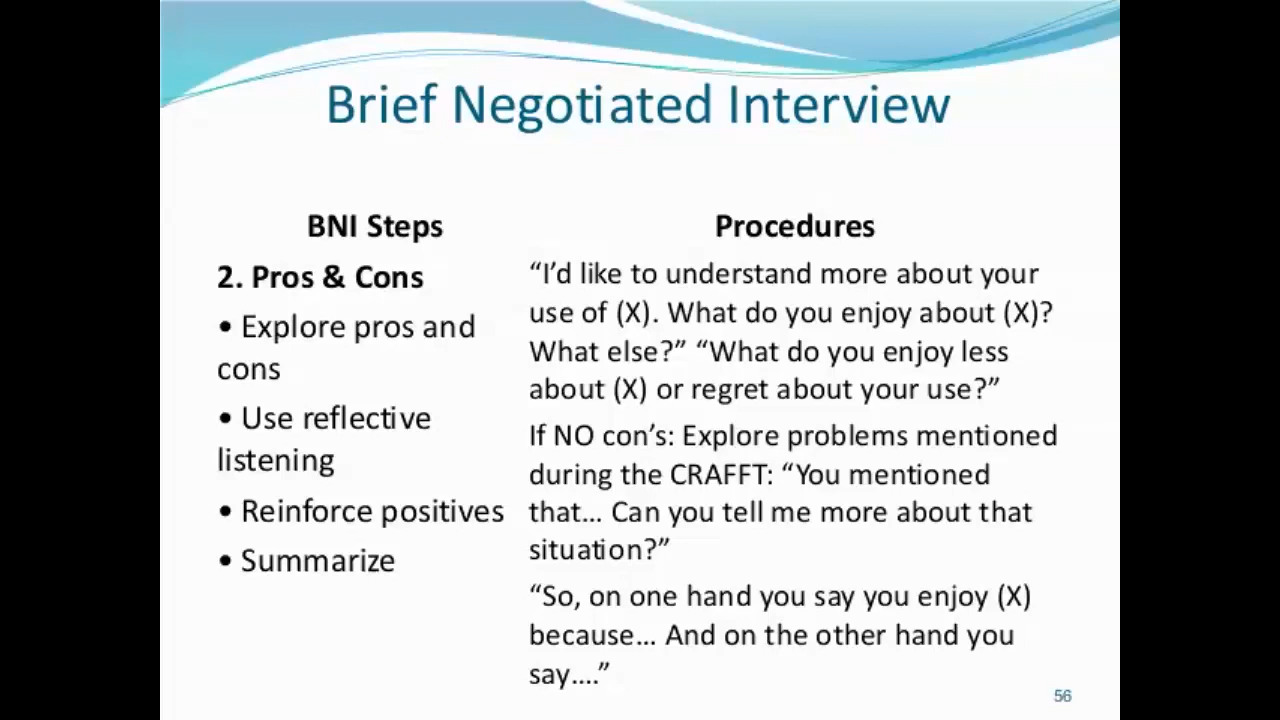 Brief Negotiated Interview
BNI Steps
2. Pros & Cons
• Explore pros and
cons
• Use reflective
listening
• Reinforce positives
• Summarize
Procedures
“I’d like to understand more about your
use of (X). What do you enjoy about (X)?
What else?” “What do you enjoy less
about (X) or regret about your use?”
If NO con’s: Explore problems mentioned
during the CRAFFT: “You mentioned
that… Can you tell me more about that
situation?”
“So, on one hand you say you enjoy (X)
because… And on the other hand you
say….”
56